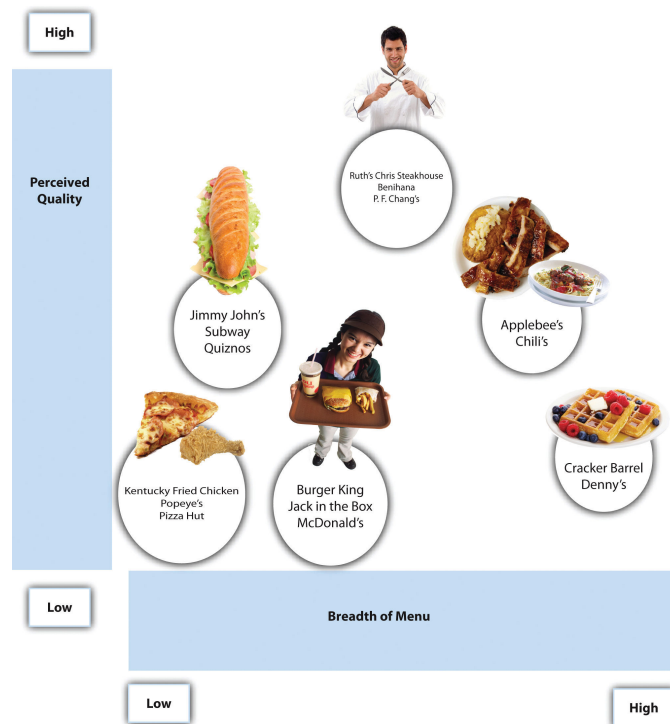 High
Perceived
Quality
Ruth's Chris Steakhouse
Benihana
P. F. Chang's
Jimmy John's
Subway
Quiznos
Applebee's
Chili's
Kentucky Fried Chicken
Popeye's
Pizza Hut
Burger King
Jack in the Box
McDonald's
Cracker Barrel
Denny's
Low
Breadth of Menu
Low
High